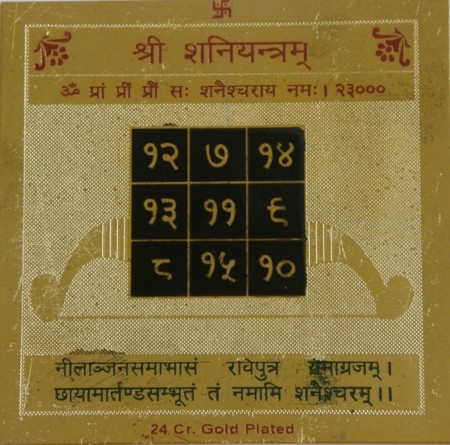 श्री शनियन्त्रम्
ॐ प्रां प्रीं प्रौं सः शनैश्चराय नमः। २३०००
१२ ७ १४
१३ ११ ९
८ १५ १०
नीलाञ्जनसमाभासं रविपुत्र यमाग्रजम्।
छायामार्तण्डसम्भूतं तं नमामि शनैश्चरम्।।
24 Cr. Gold Plated